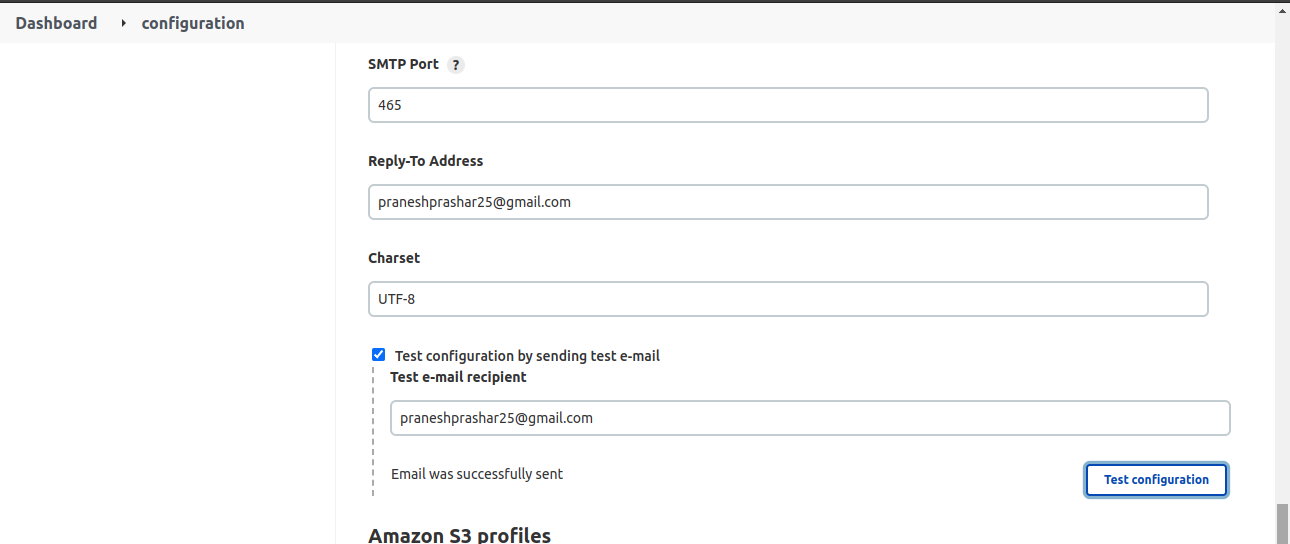 Dashboard configuration
SMTP Port ?
465
Reply-To Address
praneshprashar25@gmail.com
Charset
UTF-8
Test configuration by sending test e-mail
Test e-mail recipient
praneshprashar25@gmail.com
Email was successfully sent
Test configuration
Amazon S3 profiles